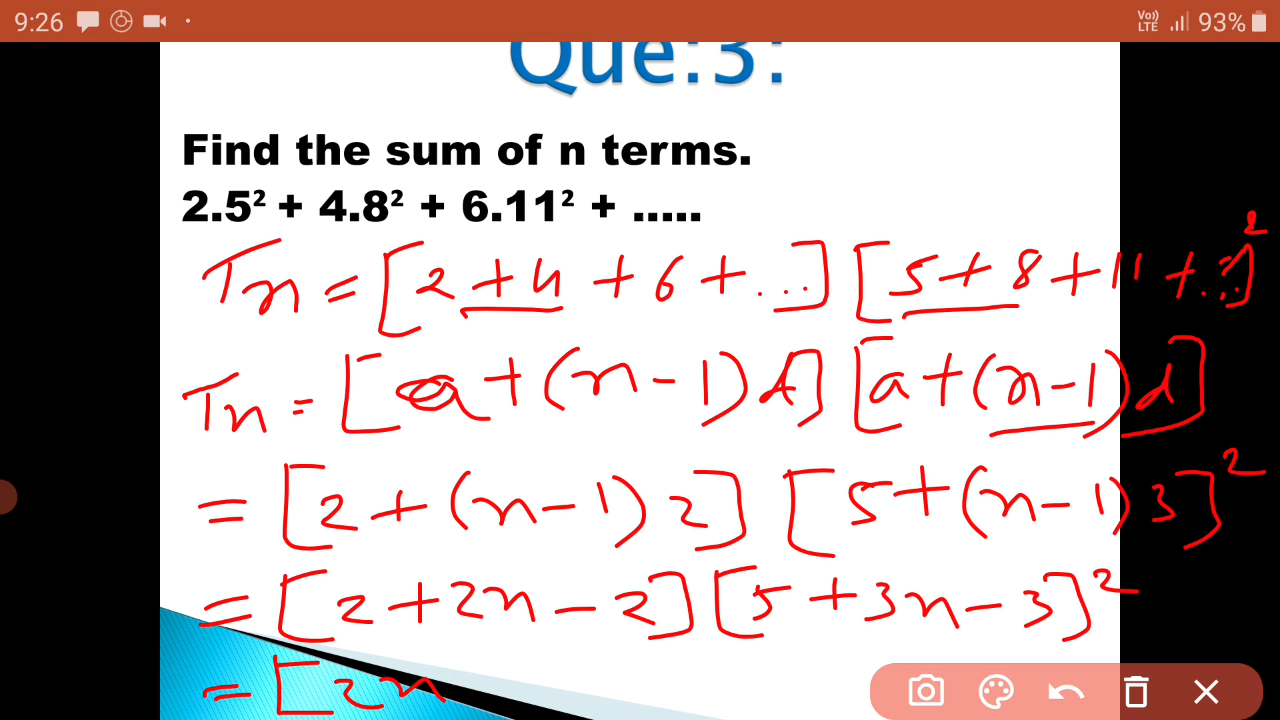 9:26 Vo)) LTE 93%
Que:3:
Find the sum of n terms.
2.5² + 4.8² + 6.11² + .....
Tn = [2+4+6+...] [5+8+11+...]²
Tn = [a+(n-1)d] [a+(n-1)d]
= [2+(n-1)2] [5+(n-1)3]²
= [2+2n-2] [5+3n-3]²
= [2n